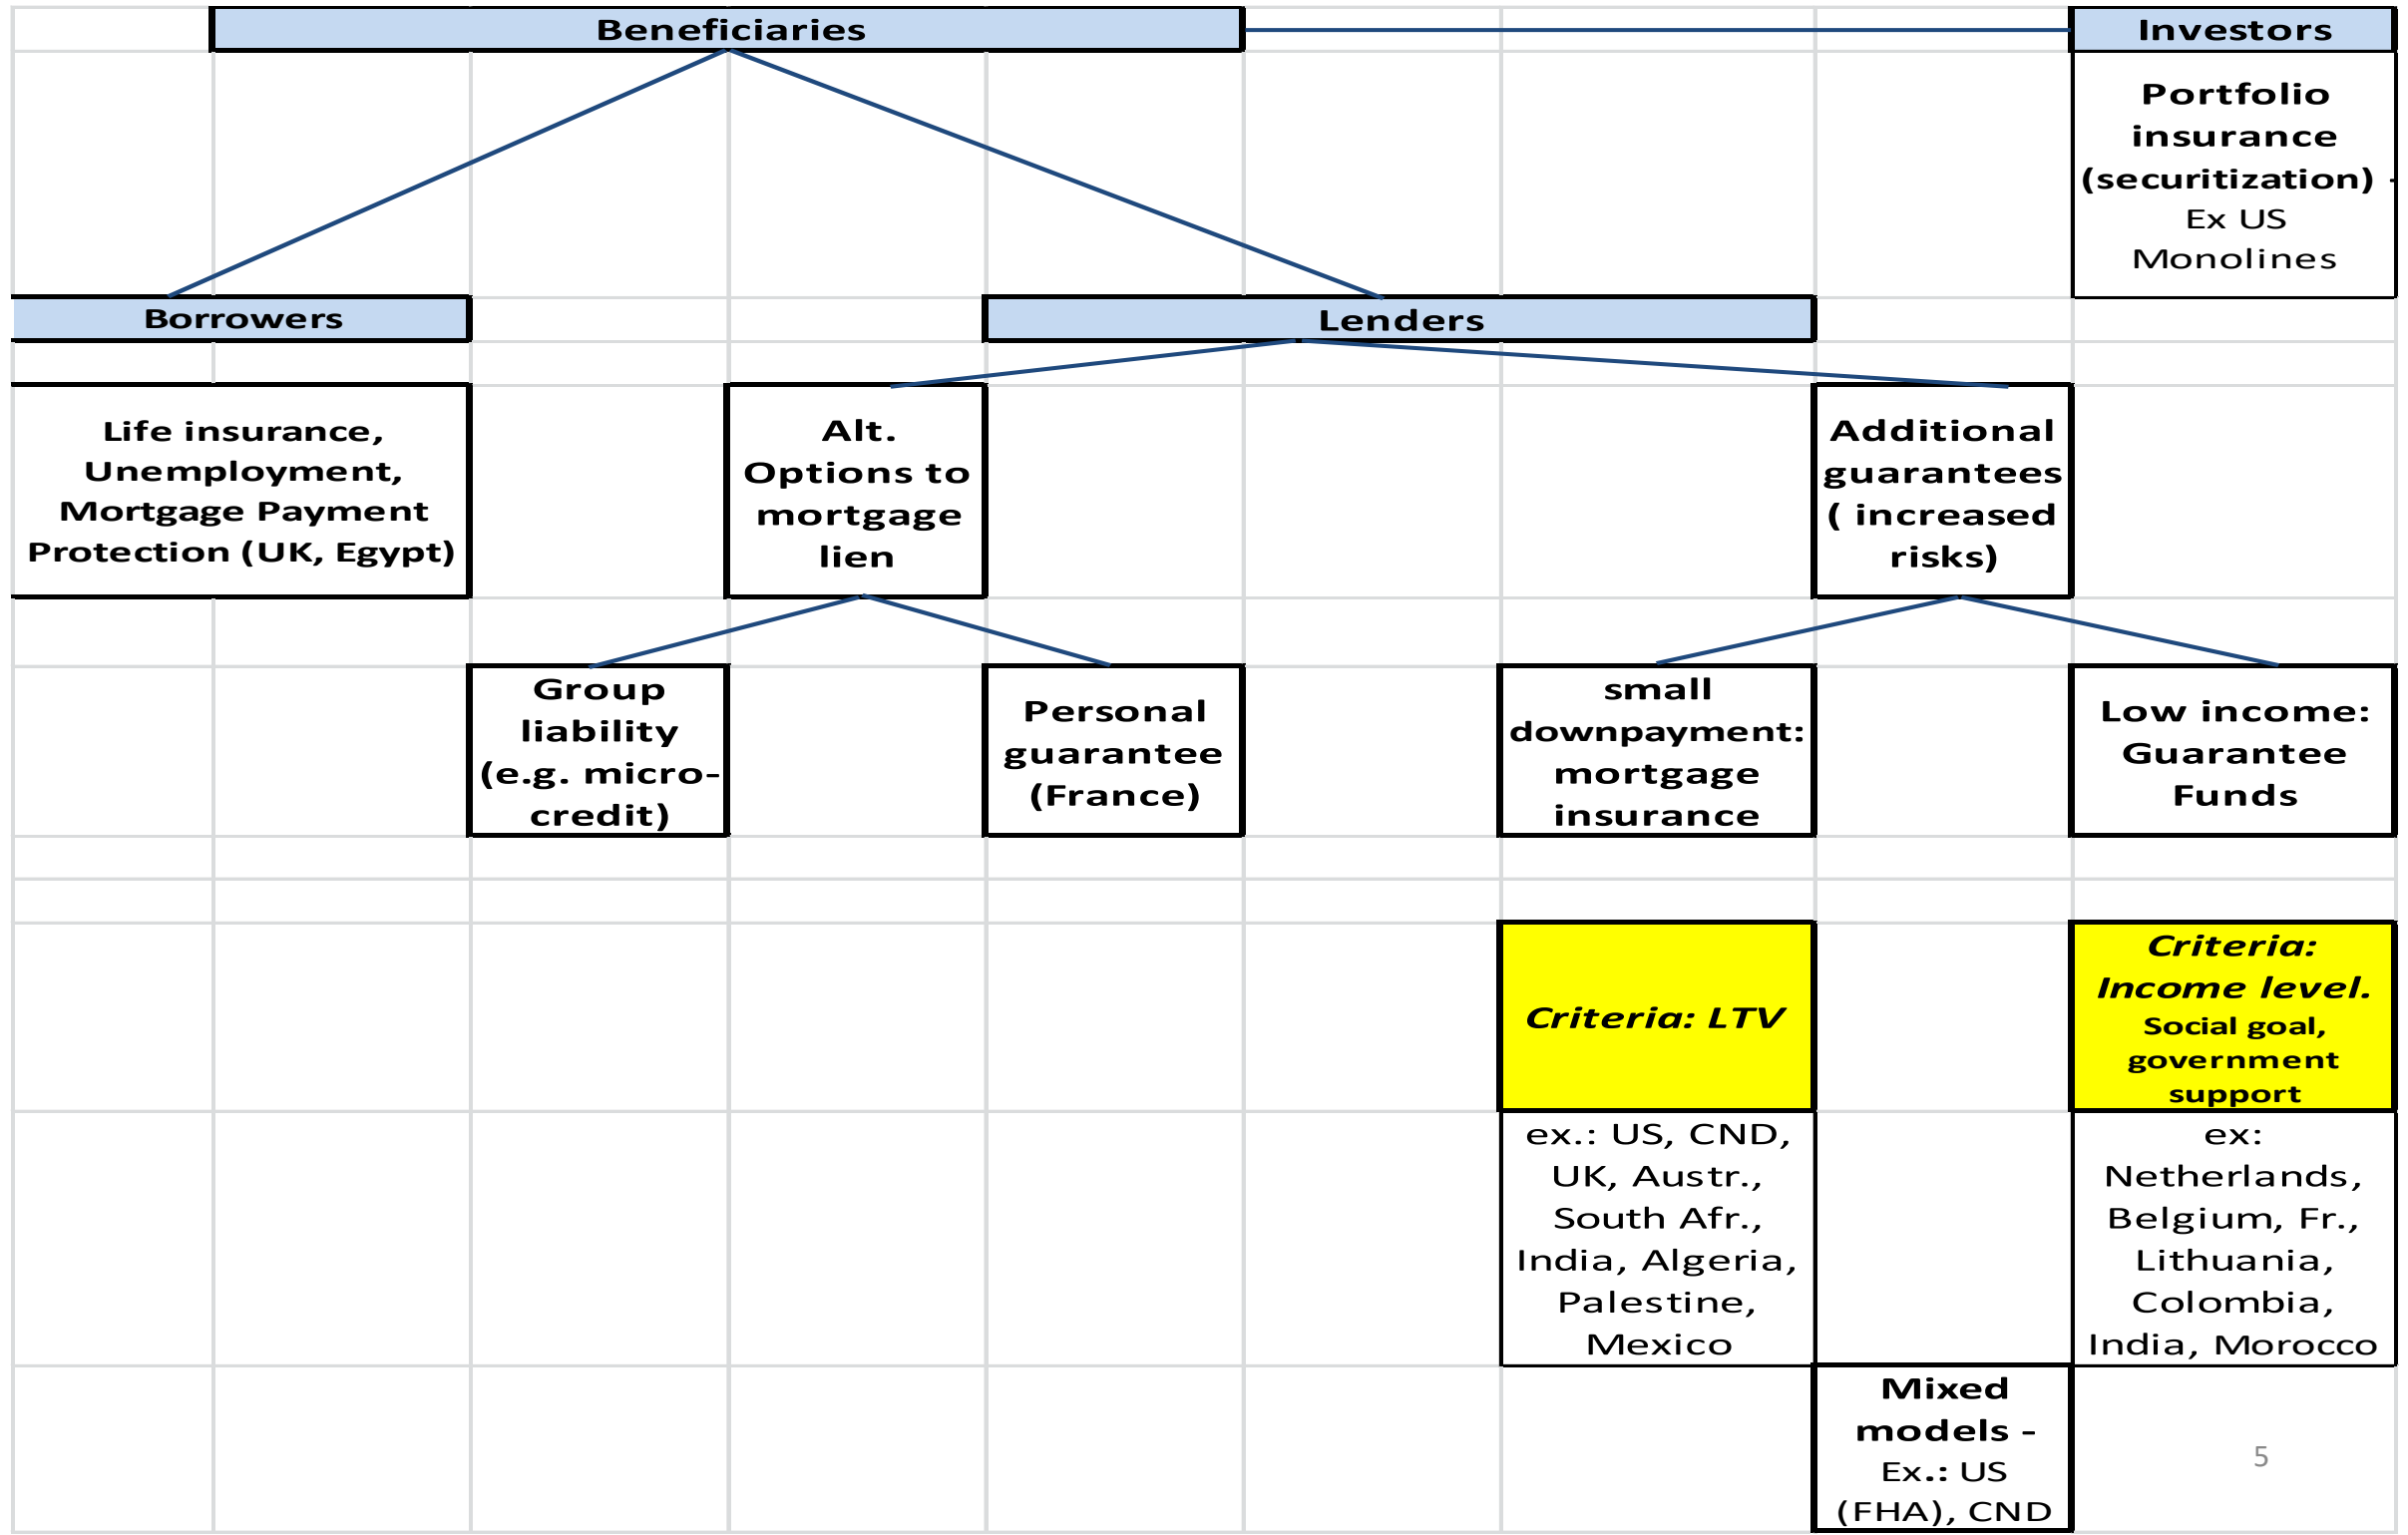 Beneficiaries
Investors
Portfolio
insurance
(securitization) -
Ex US
Monolines
Borrowers
Lenders
Life insurance,
Unemployment,
Mortgage Payment
Protection (UK, Egypt)
Alt.
Options to
mortgage
lien
Additional
guarantees
( increased
risks)
Group
liability
(e.g. micro-
credit)
Personal
guarantee
(France)
small
downpayment:
mortgage
insurance
Low income:
Guarantee
Funds
Criteria: LTV
Criteria:
Income level.
Social goal,
government
support
ex.: US, CND,
UK, Austr.,
South Afr.,
India, Algeria,
Palestine,
Mexico
ex:
Netherlands,
Belgium, Fr.,
Lithuania,
Colombia,
India, Morocco
Mixed
models -
Ex.: US
(FHA), CND
5